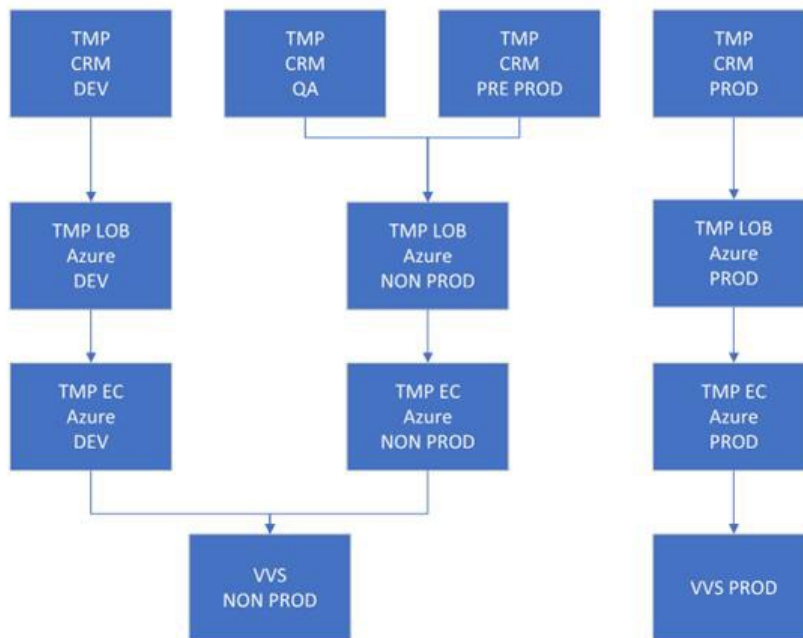 TMP
CRM
DEV
TMP
CRM
QA
TMP
CRM
PRE PROD
TMP
CRM
PROD
TMP LOB
Azure
DEV
TMP LOB
Azure
NON PROD
TMP LOB
Azure
PROD
TMP EC
Azure
DEV
TMP EC
Azure
NON PROD
TMP EC
Azure
PROD
VVS
NON PROD
VVS PROD